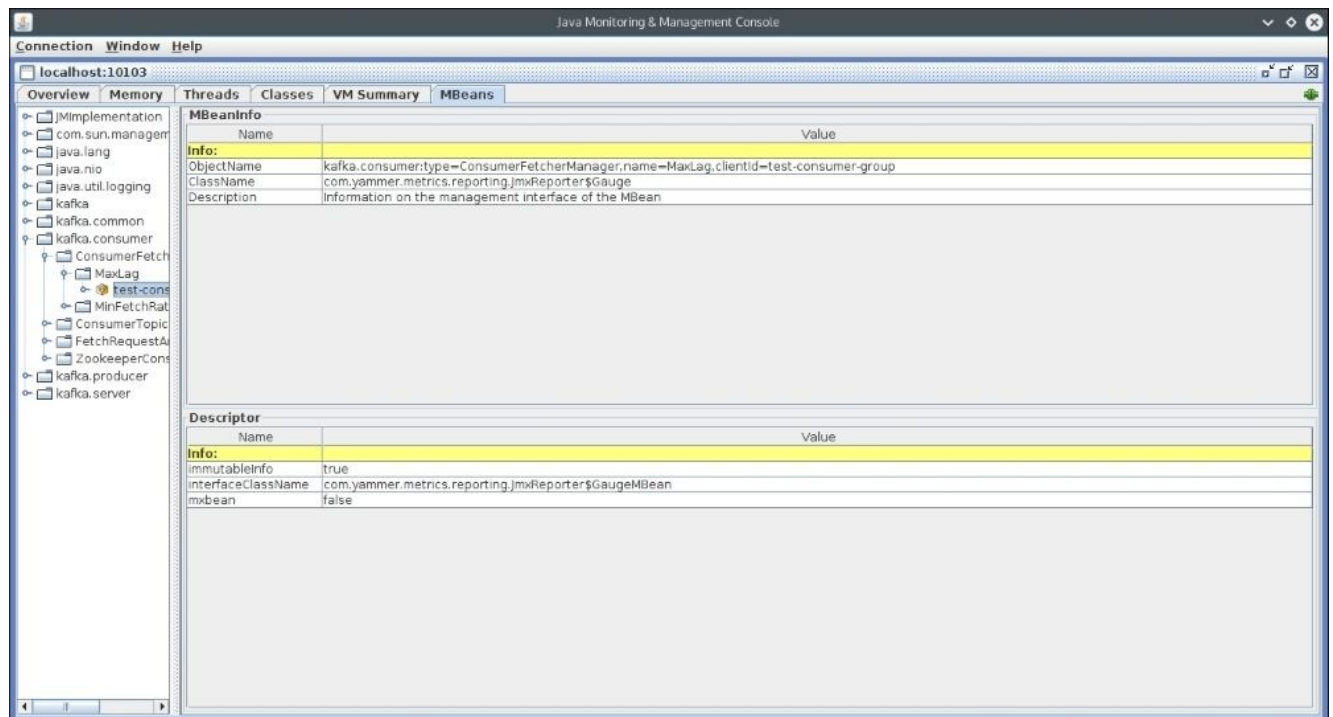 Java Monitoring & Management Console
Connection Window Help
localhost:10103
Overview Memory Threads Classes VM Summary MBeans
JMImplementation
com.sun.managem
java.lang
java.nio
java.util.logging
kafka
kafka.common
kafka.consumer
ConsumerFetch
MaxLag
test-cons
MinFetchRat
ConsumerTopic
FetchRequestA
ZookeeperCons
kafka.producer
kafka.server
MBeanInfo
Name Value
Info:
ObjectName kafka.consumer:type=ConsumerFetcherManager,name=MaxLag,clientId=test-consumer-group
ClassName com.yammer.metrics.reporting.JmxReporter$Gauge
Description Information on the management interface of the MBean
Descriptor
Name Value
Info:
immutableInfo true
interfaceClassName com.yammer.metrics.reporting.JmxReporter$GaugeMBean
mxbean false